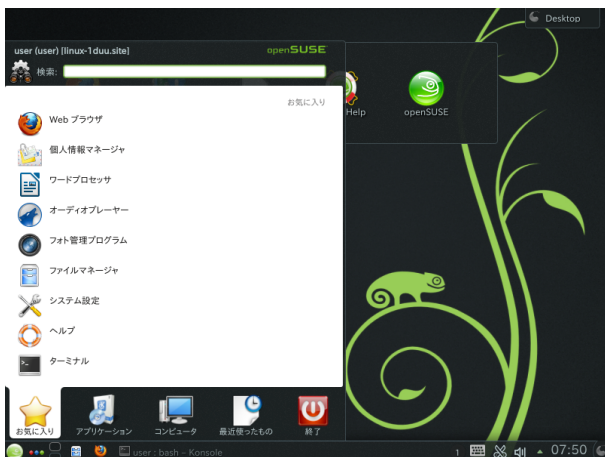 Desktop
user (user) [linux-1duu.site]
openSUSE
検索:
お気に入り
Help
openSUSE
Web ブラウザ
個人情報マネージャ
ワードプロセッサ
オーディオプレーヤー
フォト管理プログラム
ファイルマネージャ
システム設定
ヘルプ
ターミナル
お気に入り
アプリケーション
コンピュータ
最近使ったもの
終了
user : bash – Konsole
1
07:50